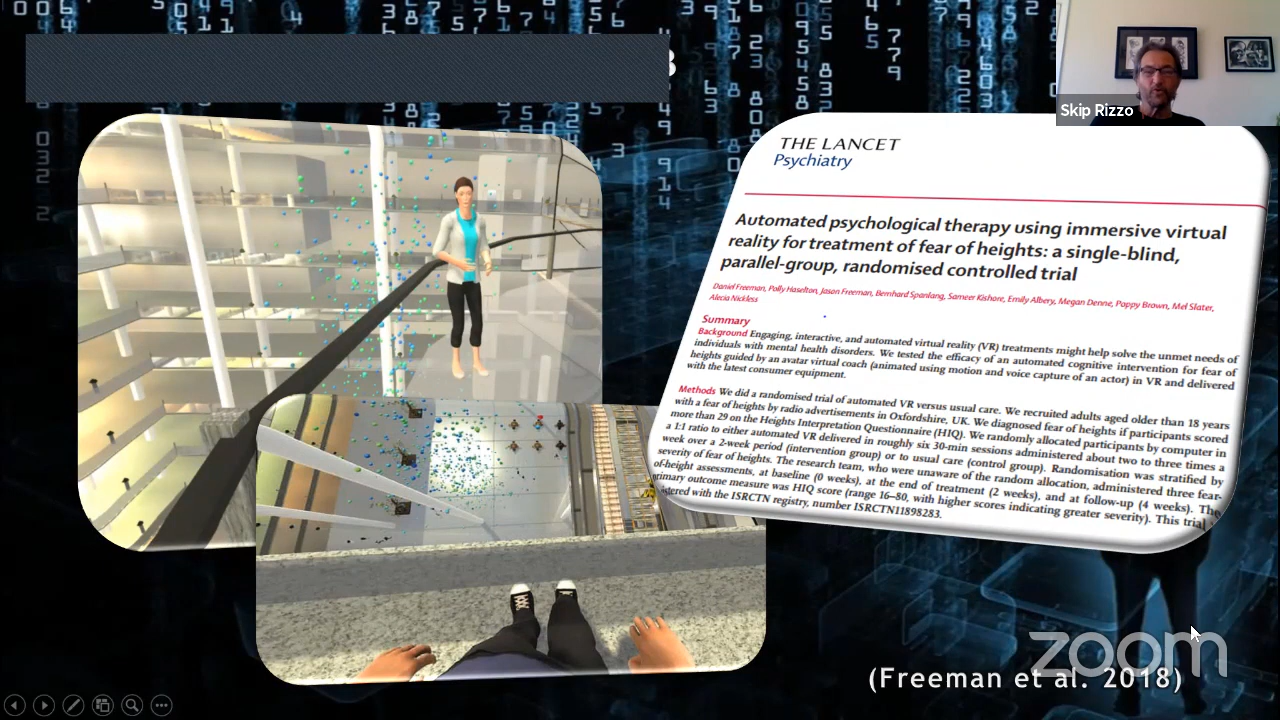 Skip Rizzo
THE LANCET
Psychiatry
Automated psychological therapy using immersive virtual
reality for treatment of fear of heights: a single-blind,
parallel-group, randomised controlled trial
Daniel Freeman, Polly Haselton, Jason Freeman, Bernhard Spanlang, Sameer Kishore, Emily Albery, Megan Denne, Poppy Brown, Mel Slater,
Alecia Nickless
Summary
Background Engaging, interactive, and automated virtual reality (VR) treatments might help solve the unmet needs of
individuals with mental health disorders. We tested the efficacy of an automated cognitive intervention for fear of
heights guided by an avatar virtual coach (animated using motion and voice capture of an actor) in VR and delivered
with the latest consumer equipment.
Methods We did a randomised trial of automated VR versus usual care. We recruited adults aged older than 18 years
with a fear of heights by radio advertisements in Oxfordshire, UK. We diagnosed fear of heights if participants scored
more than 29 on the Heights Interpretation Questionnaire (HIQ). We randomly allocated participants by computer in
a 1:1 ratio to either automated VR delivered in roughly six 30-min sessions administered about two to three times a
week over a 2-week period (intervention group) or to usual care (control group). Randomisation was stratified by
severity of fear of heights. The research team, who were unaware of the random allocation, administered three fear-
of-height assessments, at baseline (0 weeks), at the end of treatment (2 weeks), and at follow-up (4 weeks). The
primary outcome measure was HIQ score (range 16–80, with higher scores indicating greater severity). This trial
istered with the ISRCTN registry, number ISRCTN11898283.
zoom
(Freeman et al. 2018)